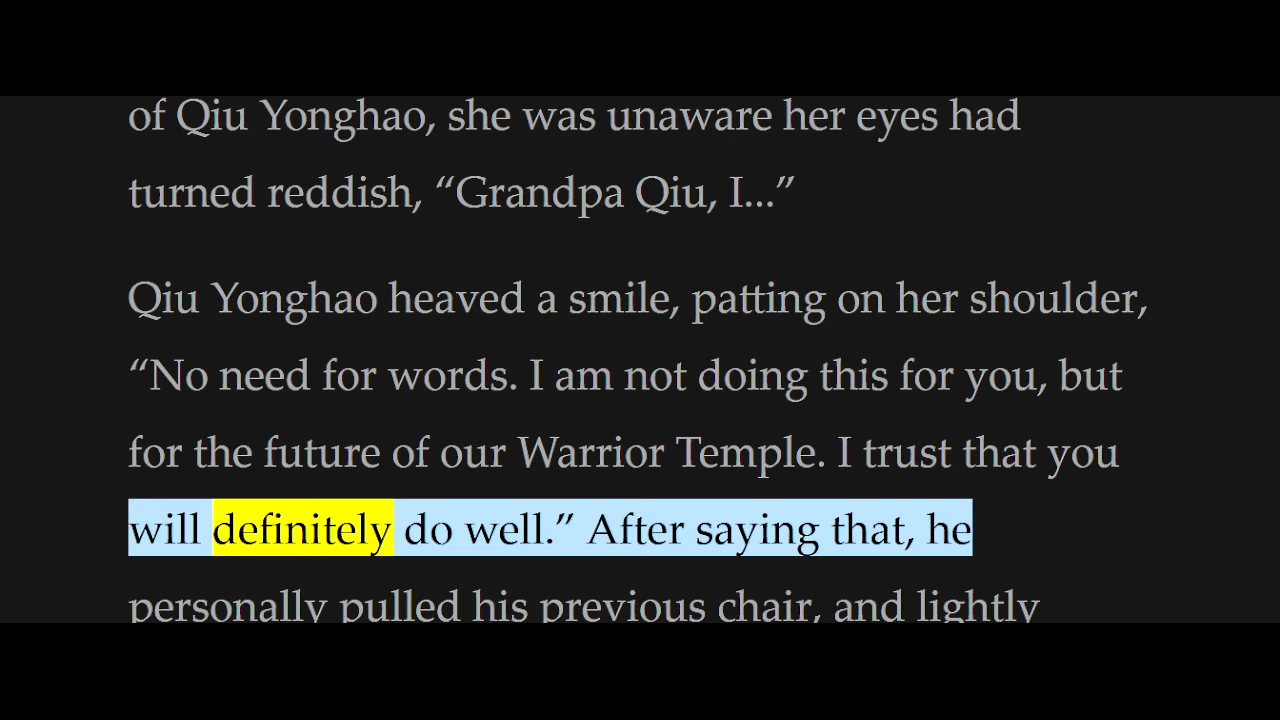 of Qiu Yonghao, she was unaware her eyes had
turned reddish, “Grandpa Qiu, I...”
Qiu Yonghao heaved a smile, patting on her shoulder,
“No need for words. I am not doing this for you, but
for the future of our Warrior Temple. I trust that you
will definitely do well.” After saying that, he
personally pulled his previous chair, and lightly